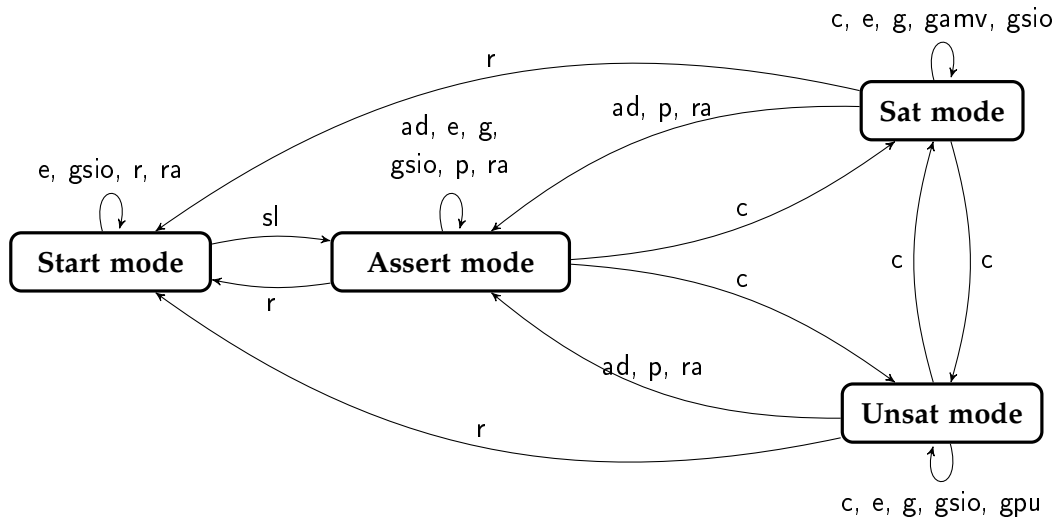 c, e, g, gamv, gsio
r
Sat mode
ad, p, ra
ad, e, g,
gsio, p, ra
e, gsio, r, ra
sl
c
Start mode
Assert mode
c
c
c
r
ad, p, ra
Unsat mode
r
c, e, g, gsio, gpu